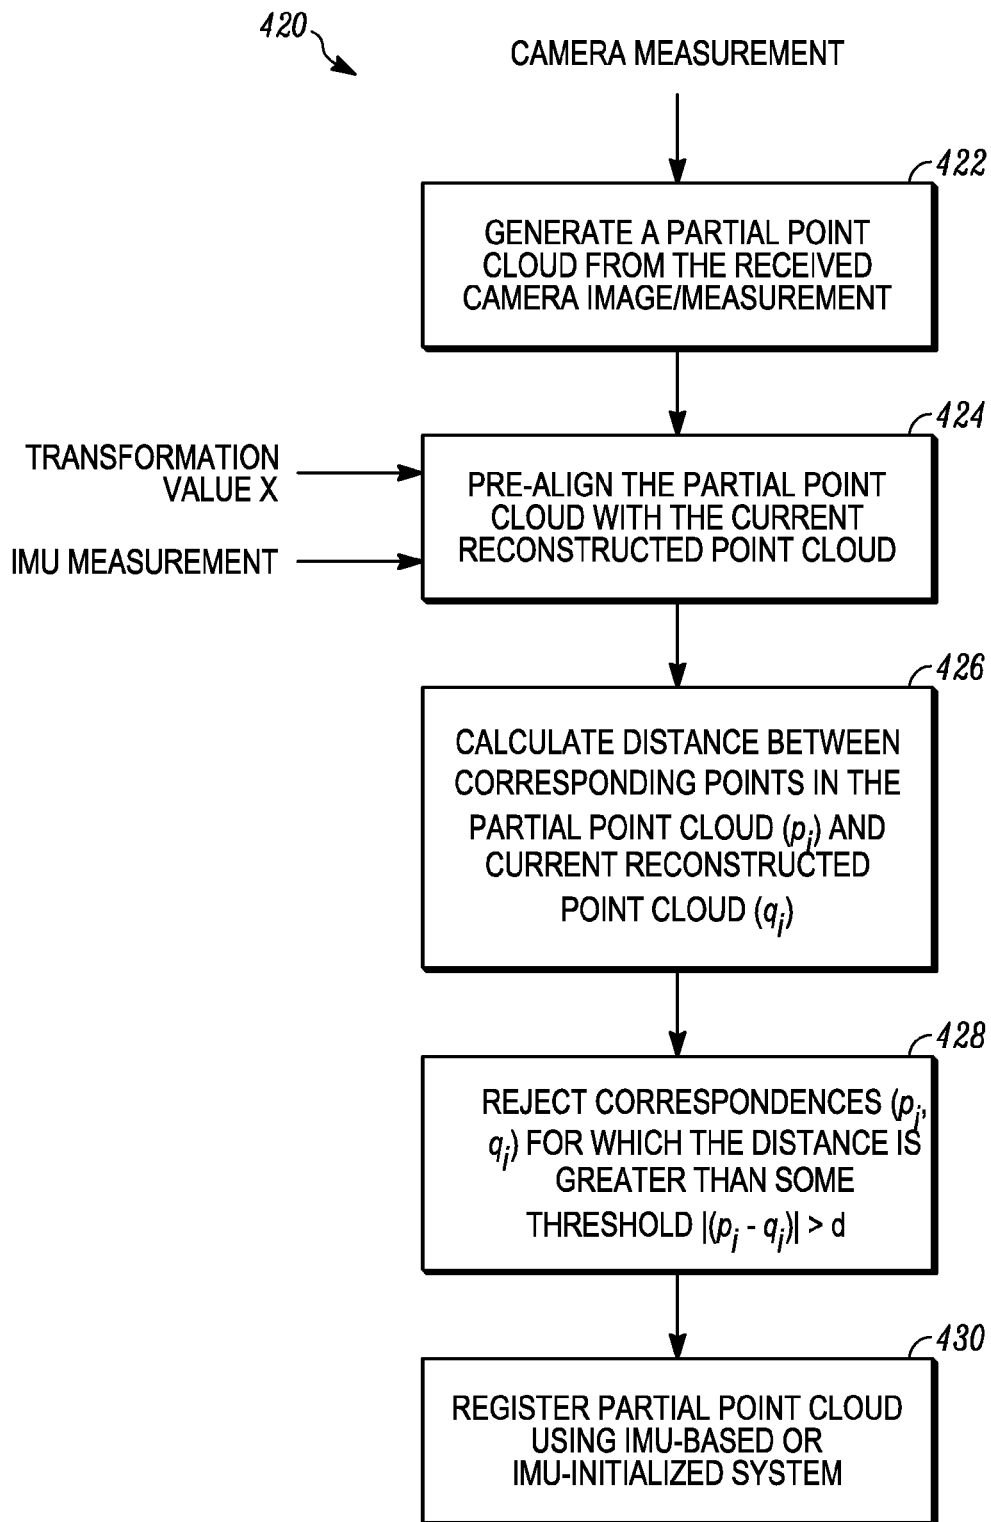 420
CAMERA MEASUREMENT
422
GENERATE A PARTIAL POINT
CLOUD FROM THE RECEIVED
CAMERA IMAGE/MEASUREMENT
424
TRANSFORMATION
VALUE X
IMU MEASUREMENT
PRE-ALIGN THE PARTIAL POINT
CLOUD WITH THE CURRENT
RECONSTRUCTED POINT CLOUD
426
CALCULATE DISTANCE BETWEEN
CORRESPONDING POINTS IN THE
PARTIAL POINT CLOUD (pᵢ) AND
CURRENT RECONSTRUCTED
POINT CLOUD (qᵢ)
428
REJECT CORRESPONDENCES (pᵢ,
qᵢ) FOR WHICH THE DISTANCE IS
GREATER THAN SOME
THRESHOLD |(pᵢ - qᵢ)| > d
430
REGISTER PARTIAL POINT CLOUD
USING IMU-BASED OR
IMU-INITIALIZED SYSTEM